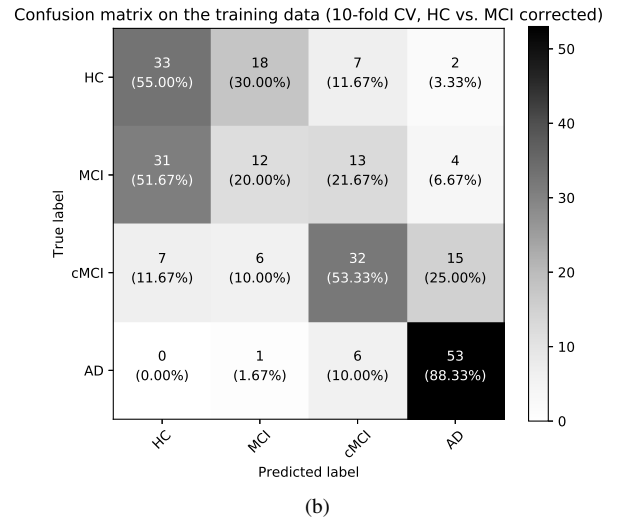 Confusion matrix on the training data (10-fold CV, HC vs. MCI corrected)
HC
33 18 7 2
(55.00%) (30.00%) (11.67%) (3.33%)
MCI
31 12 13 4
(51.67%) (20.00%) (21.67%) (6.67%)
cMCI
7 6 32 15
(11.67%) (10.00%) (53.33%) (25.00%)
AD
0 1 6 53
(0.00%) (1.67%) (10.00%) (88.33%)
True label
HC MCI cMCI AD
Predicted label
50
40
30
20
10
0
(b)